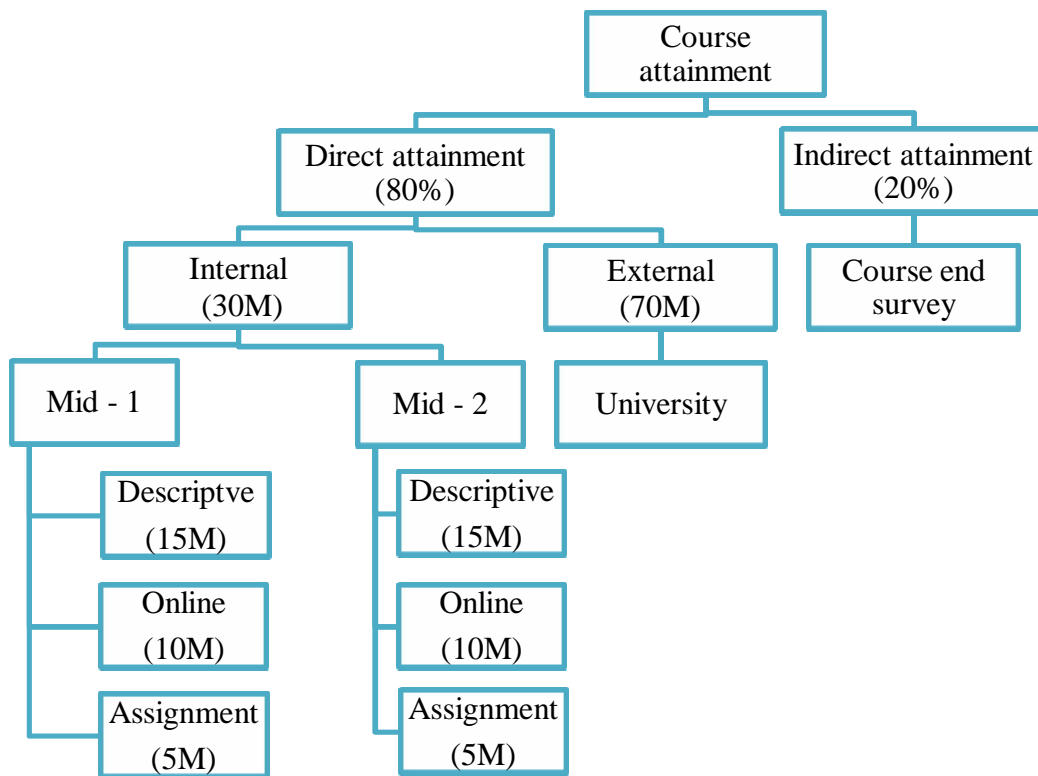 Course
attainment
Direct attainment
(80%)
Indirect attainment
(20%)
Internal
(30M)
External
(70M)
Course end
survey
Mid - 1
Mid - 2
University
Descriptve
(15M)
Online
(10M)
Assignment
(5M)
Descriptive
(15M)
Online
(10M)
Assignment
(5M)